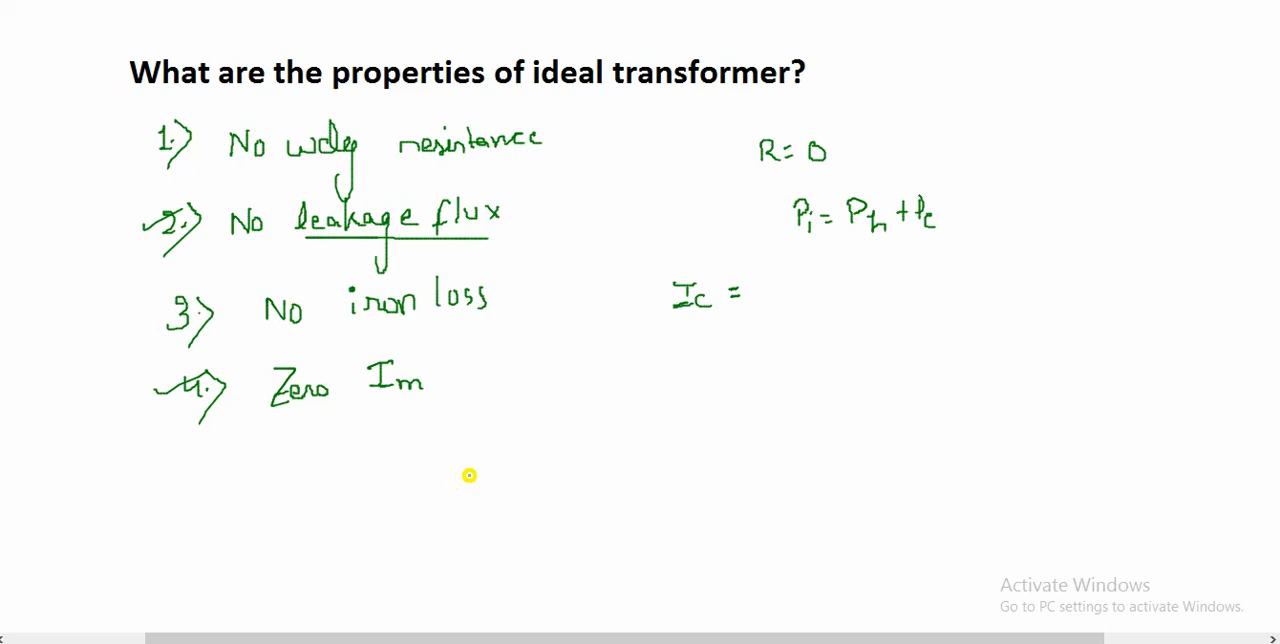 What are the properties of ideal transformer?
1.) No wdg resistance
R = 0
2.) No leakage flux
Pi = Ph + Pe
3.) No iron loss
Ic =
4.) Zero Im
Activate Windows
Go to PC settings to activate Windows.